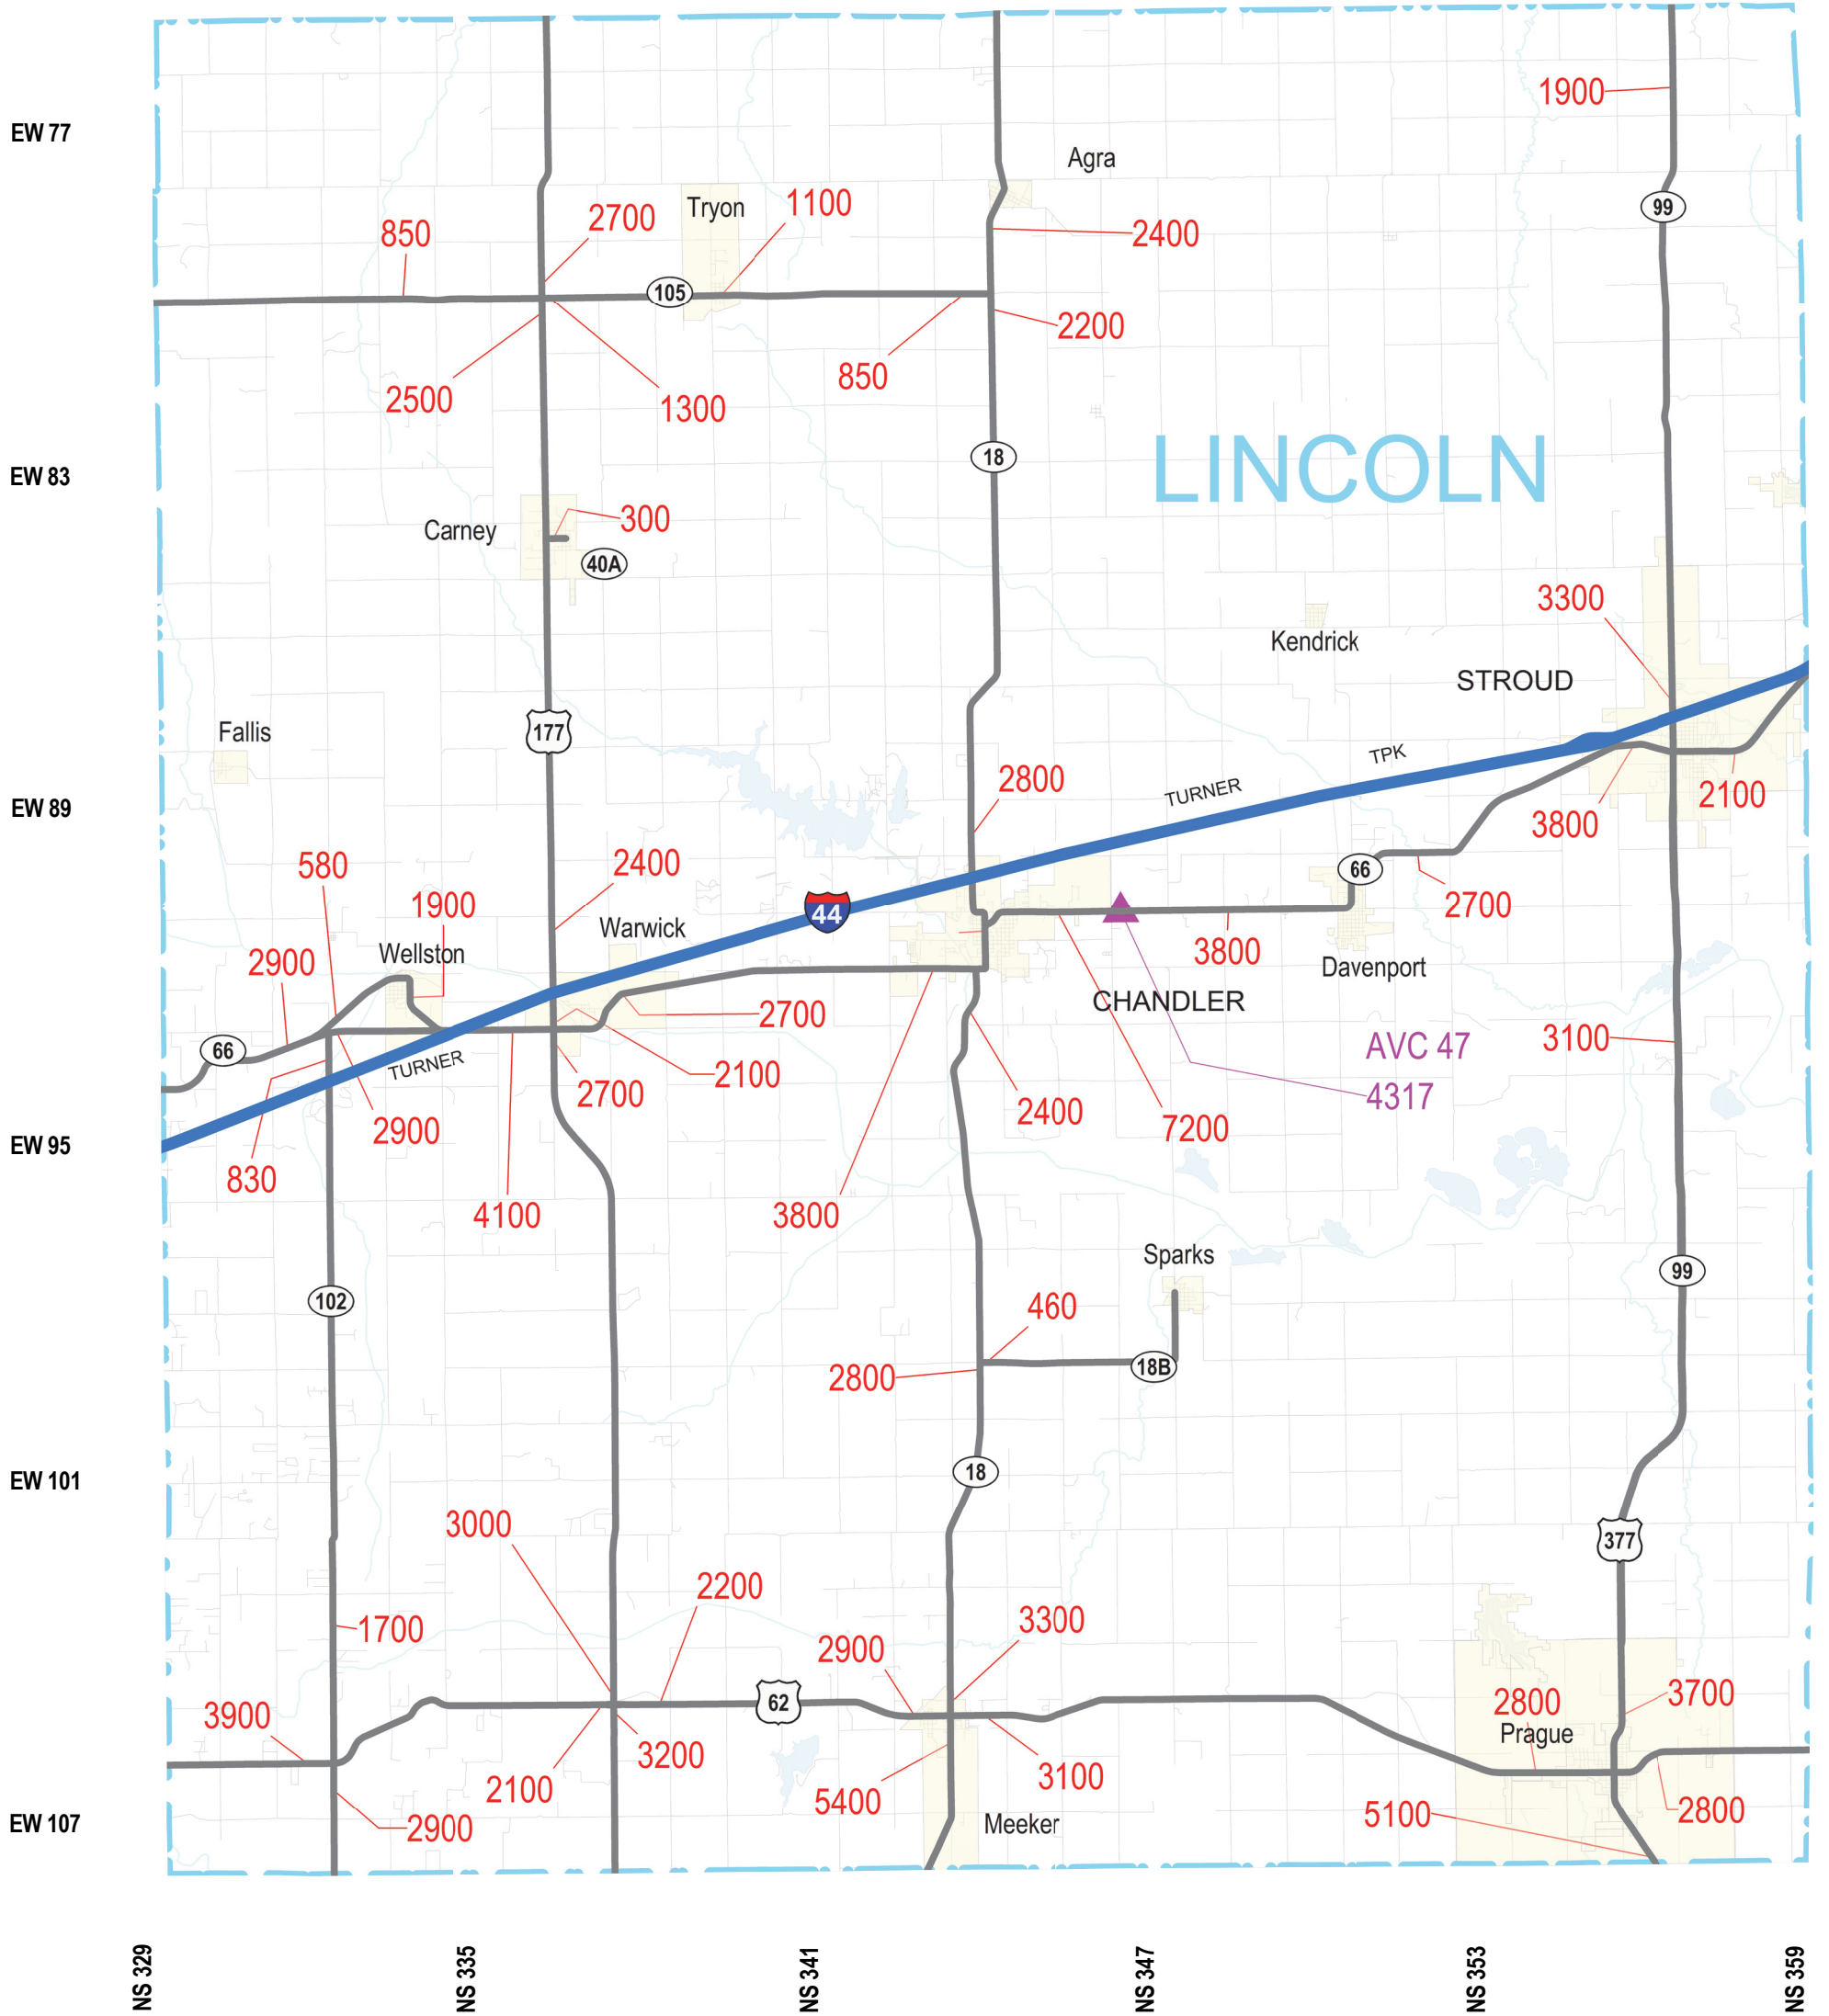 1900
EW 77
Agra
99
2700
Tryon
1100
850
2400
105
2200
850
2500
1300
LINCOLN
18
EW 83
300
Carney
40A
3300
Kendrick
STROUD
177
Fallis
TPK
2800
TURNER
2100
EW 89
3800
580
2400
66
1900
2700
44
Warwick
Wellston
3800
2900
Davenport
CHANDLER
2700
AVC 47
3100
66
TURNER
2100
2700
4317
2400
2900
7200
EW 95
830
4100
3800
Sparks
99
102
460
18B
2800
18
EW 101
3000
377
2200
3300
1700
2900
62
2800
3700
3900
Prague
3200
3100
2100
5400
5100
2800
Meeker
EW 107
2900
NS 329
NS 335
NS 341
NS 347
NS 353
NS 359